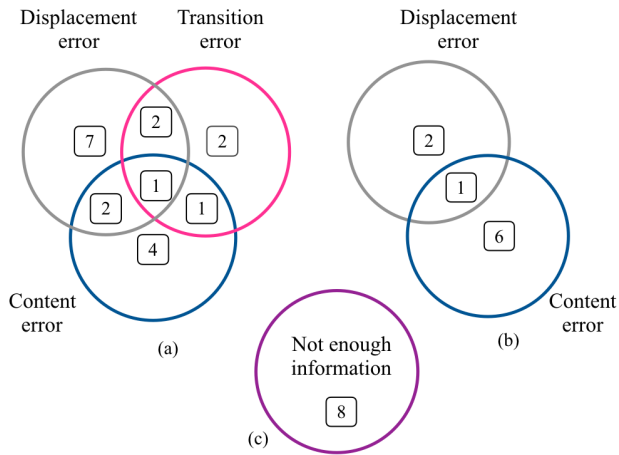 Displacement
error
Transition
error
7
2
2
1
2
1
4
Content
error
(a)
Displacement
error
2
1
6
Content
error
(b)
Not enough
information
8
(c)